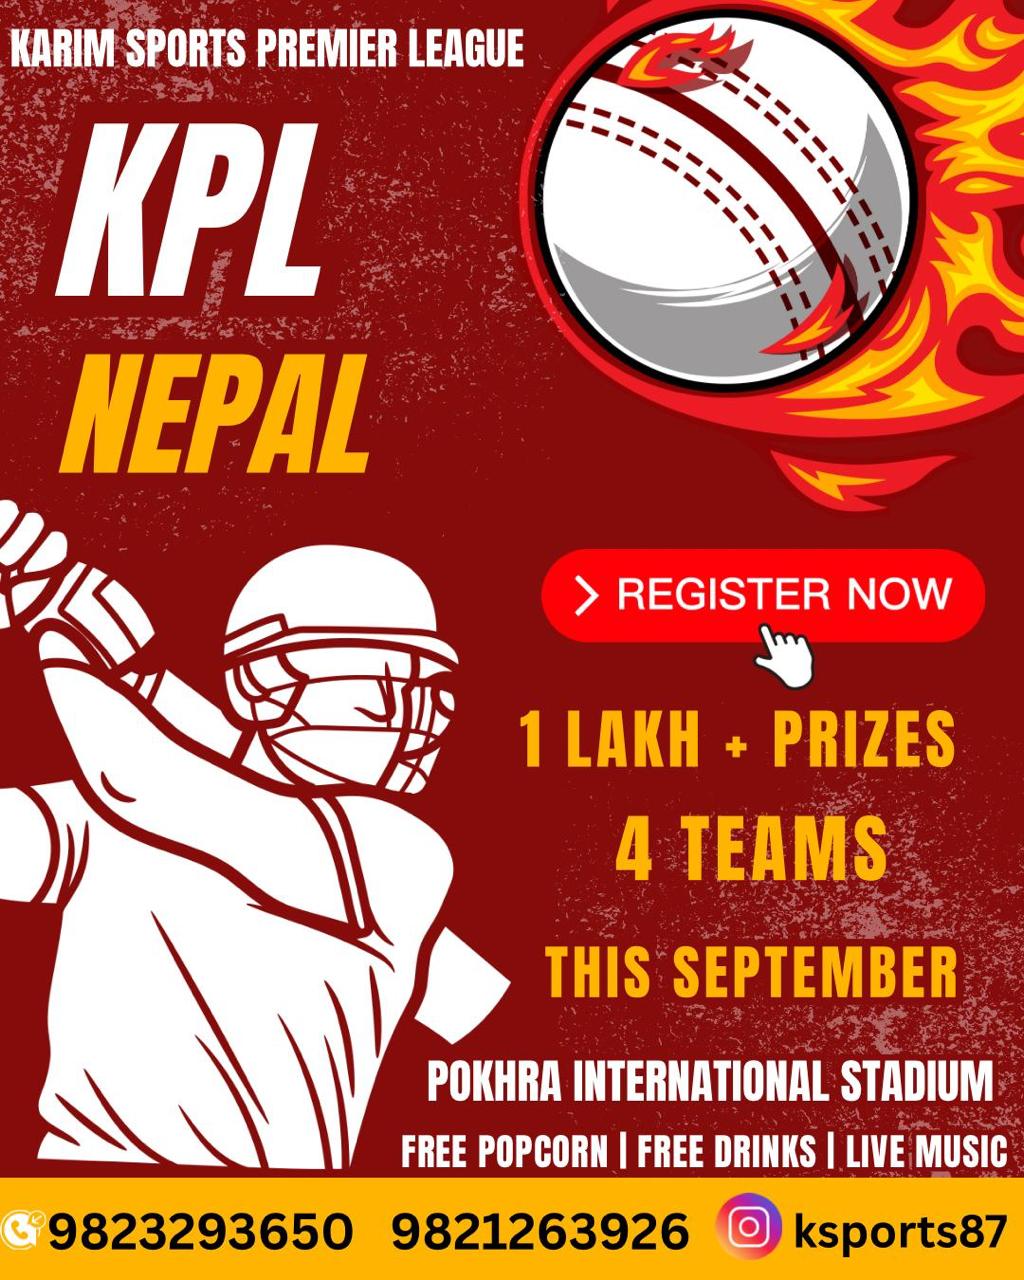 KARIM SPORTS PREMIER LEAGUE
KPL
NEPAL
REGISTER NOW
1 LAKH + PRIZES
4 TEAMS
THIS SEPTEMBER
POKHRA INTERNATIONAL STADIUM
FREE POPCORN | FREE DRINKS | LIVE MUSIC
9823293650 9821263926 ksports87